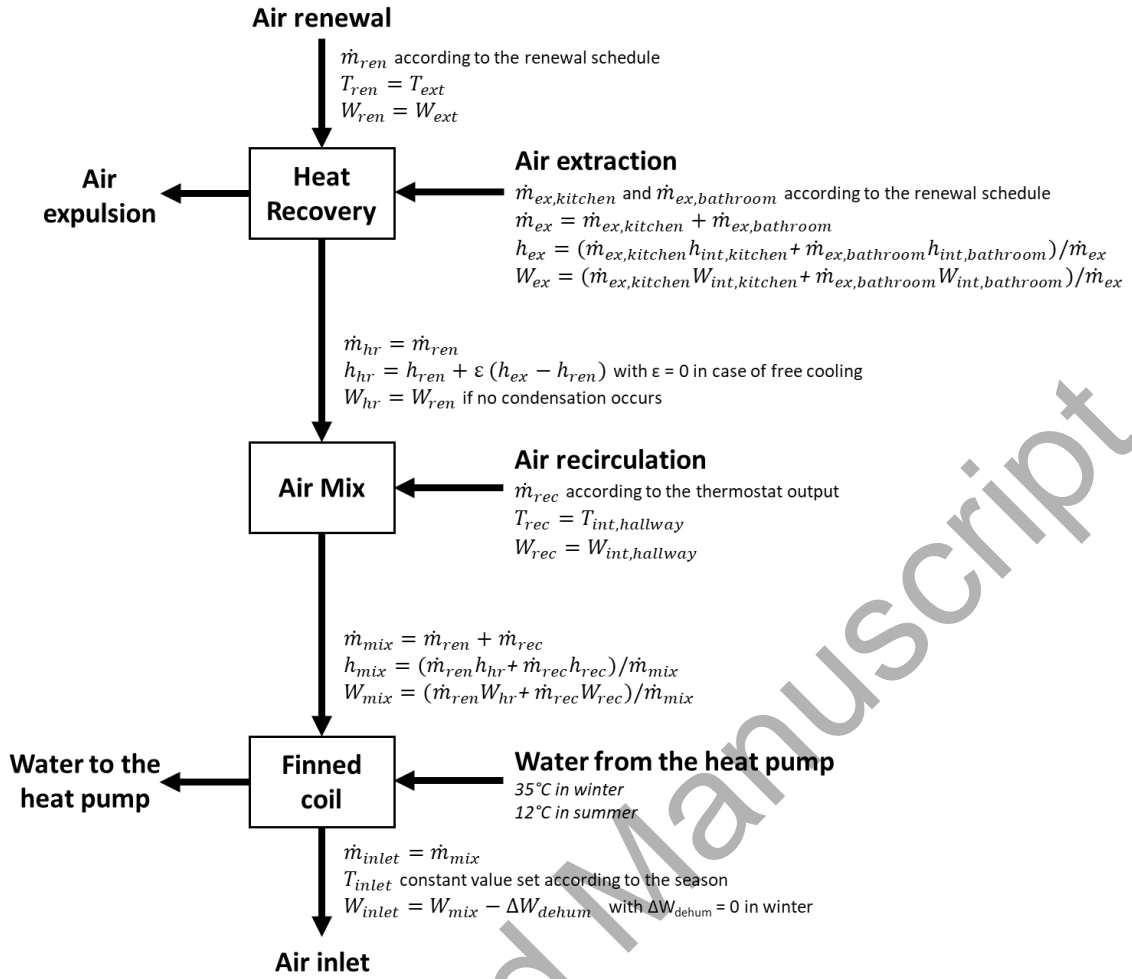 Air renewal
ṁ_ren according to the renewal schedule
T_ren = T_ext
W_ren = W_ext
Heat
Recovery
Air
expulsion
Air extraction
ṁ_ex,kitchen and ṁ_ex,bathroom according to the renewal schedule
ṁ_ex = ṁ_ex,kitchen + ṁ_ex,bathroom
h_ex = (ṁ_ex,kitchen h_int,kitchen + ṁ_ex,bathroom h_int,bathroom)/ṁ_ex
W_ex = (ṁ_ex,kitchen W_int,kitchen + ṁ_ex,bathroom W_int,bathroom)/ṁ_ex
ṁ_hr = ṁ_ren
h_hr = h_ren + ε (h_ex − h_ren) with ε = 0 in case of free cooling
W_hr = W_ren if no condensation occurs
Air Mix
Air recirculation
ṁ_rec according to the thermostat output
T_rec = T_int,hallway
W_rec = W_int,hallway
ṁ_mix = ṁ_ren + ṁ_rec
h_mix = (ṁ_ren h_hr + ṁ_rec h_rec)/ṁ_mix
W_mix = (ṁ_ren W_hr + ṁ_rec W_rec)/ṁ_mix
Water to the
heat pump
Finned
coil
Water from the heat pump
35°C in winter
12°C in summer
ṁ_inlet = ṁ_mix
T_inlet constant value set according to the season
W_inlet = W_mix − ΔW_dehum with ΔW_dehum = 0 in winter
Air inlet
d Manuscript